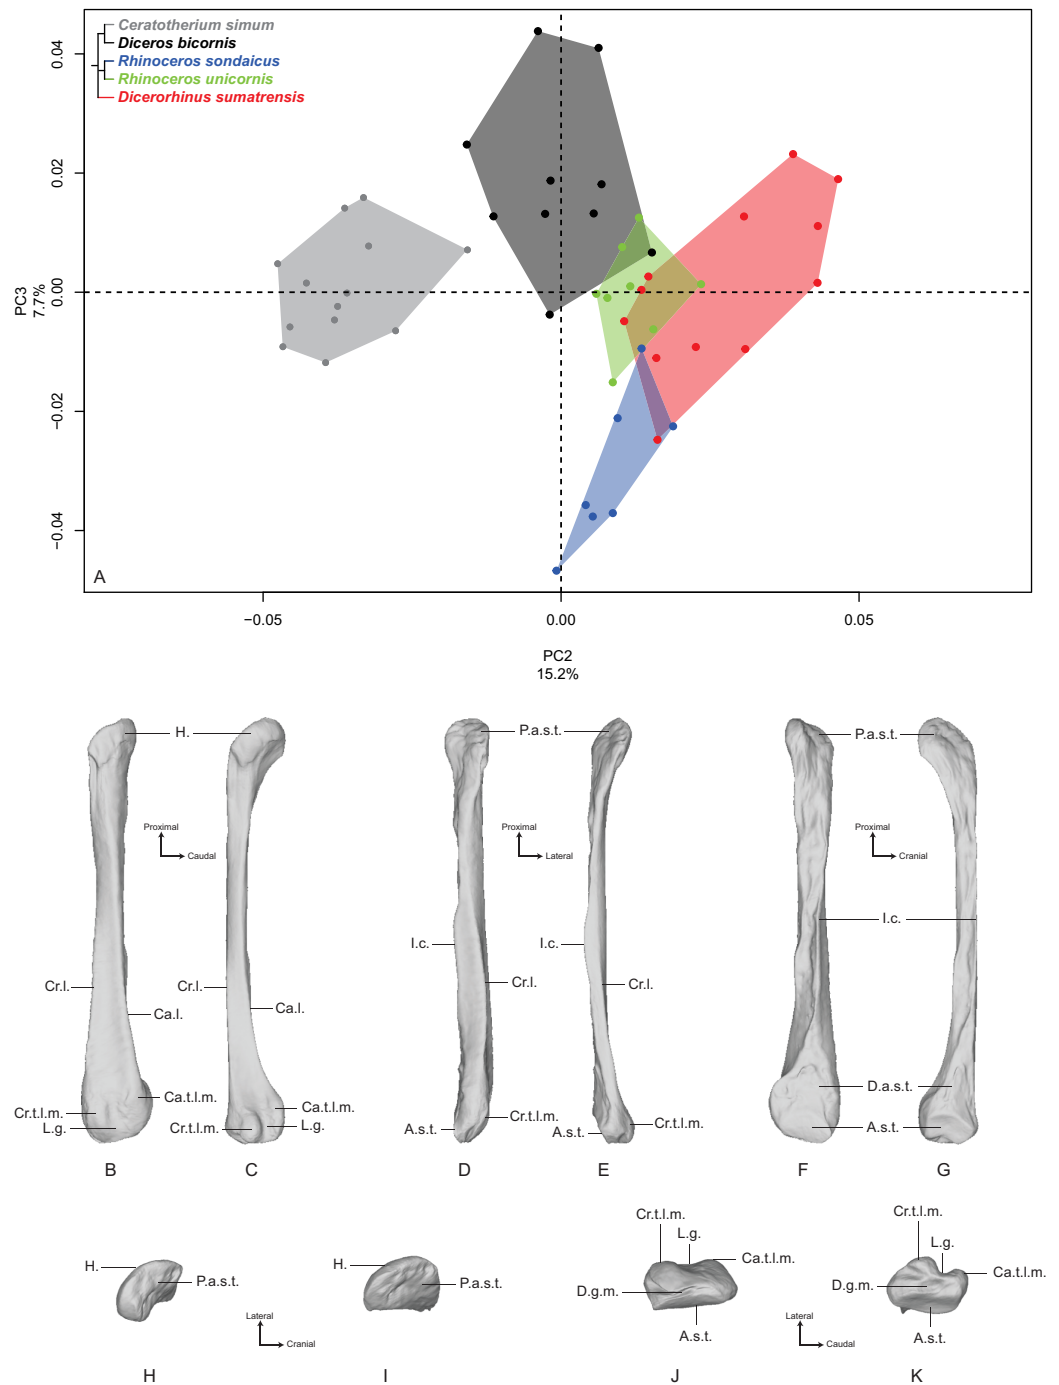 Ceratotherium simum
Diceros bicornis
Rhinoceros sondaicus
Rhinoceros unicornis
Dicerorhinus sumatrensis
0.04
0.02
0.00
−0.02
−0.04
PC3
7.7%
A
−0.05 0.00 0.05
PC2
15.2%
H. P.a.s.t. P.a.s.t.
Proximal Proximal Proximal
Caudal Lateral Cranial
I.c.
I.c. I.c.
Cr.l. Cr.l. Cr.l. Cr.l.
Ca.l. Ca.l.
D.a.s.t.
Ca.t.l.m. Ca.t.l.m.
Cr.t.l.m. Cr.t.l.m. Cr.t.l.m. Cr.t.l.m.
L.g. L.g. A.s.t. A.s.t. A.s.t.
B C D E F G
Cr.t.l.m. Cr.t.l.m.
L.g. L.g.
H. H. Ca.t.l.m. Ca.t.l.m.
P.a.s.t. P.a.s.t. D.g.m. D.g.m.
Lateral Lateral
A.s.t. A.s.t.
Cranial Caudal
H I J K